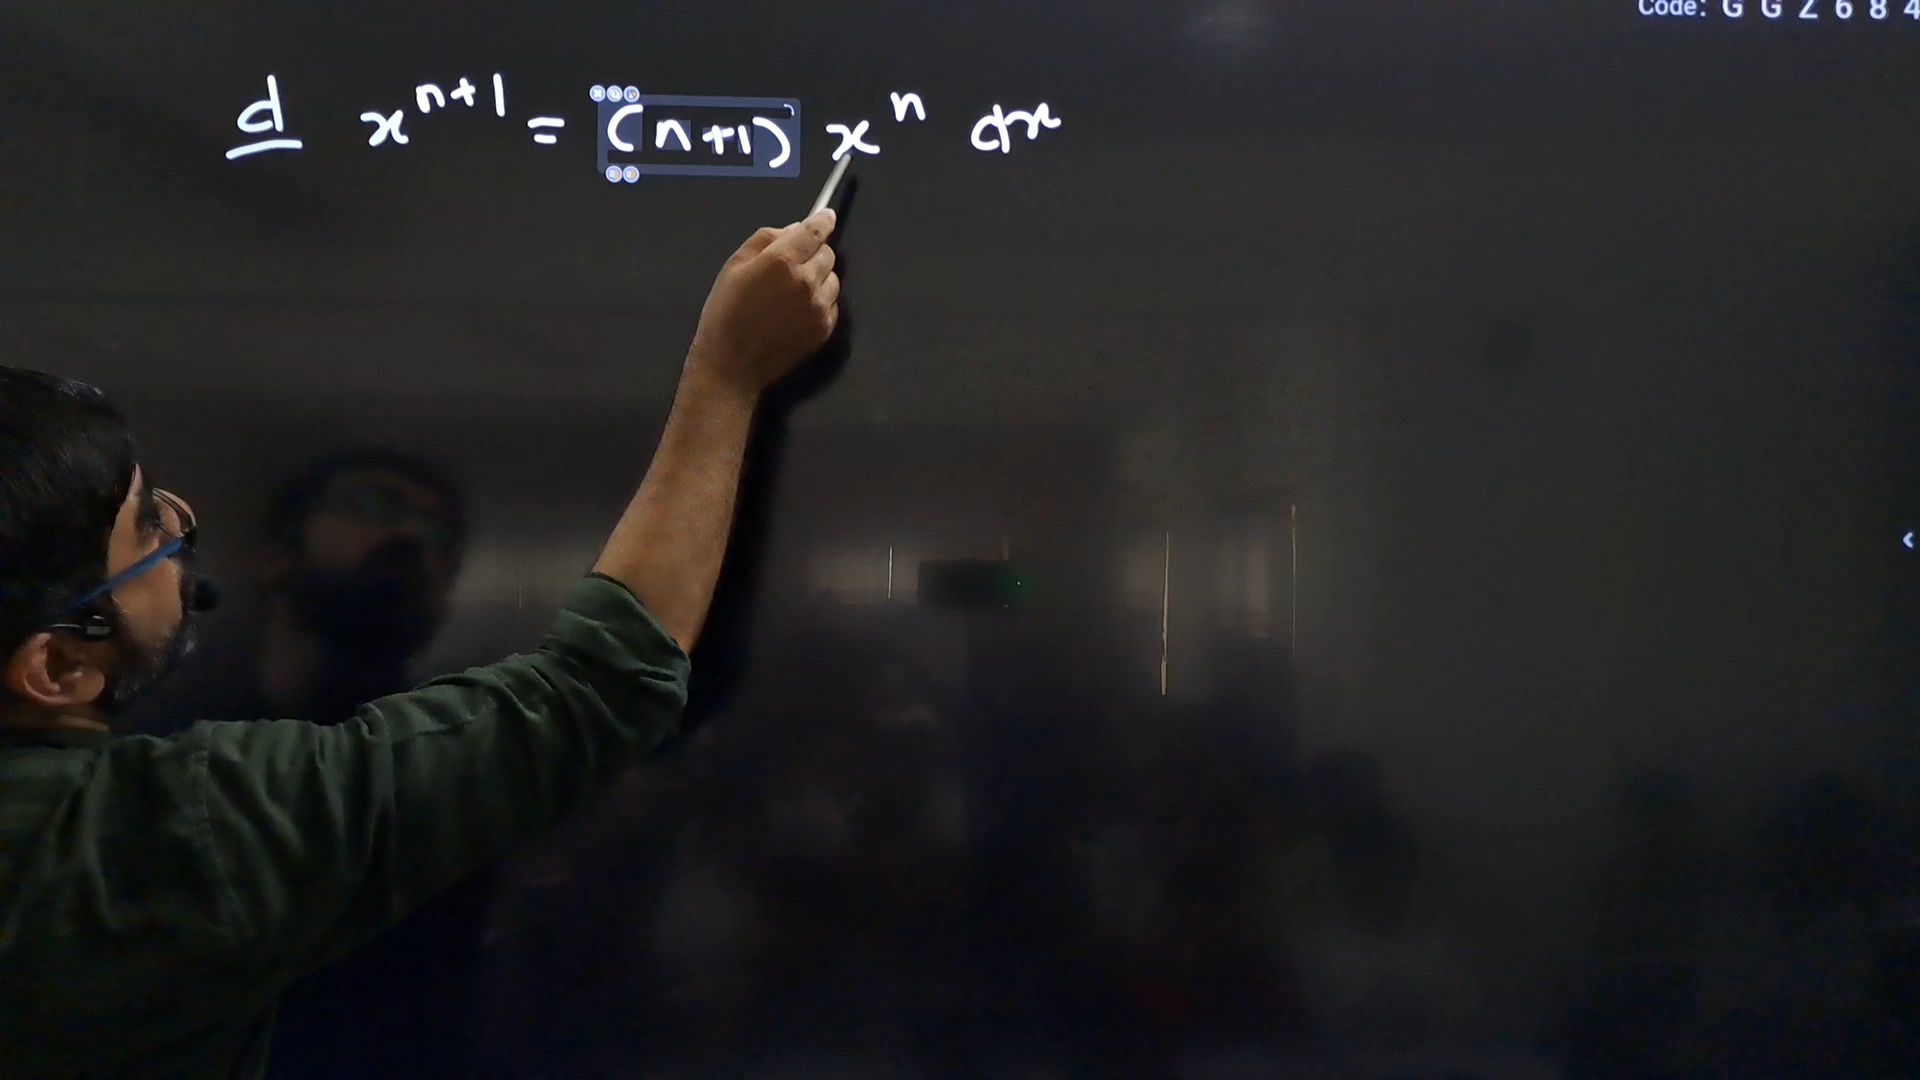 Code: G G Z 6 8 4
d x^{n+1} = (n+1) x^n dx